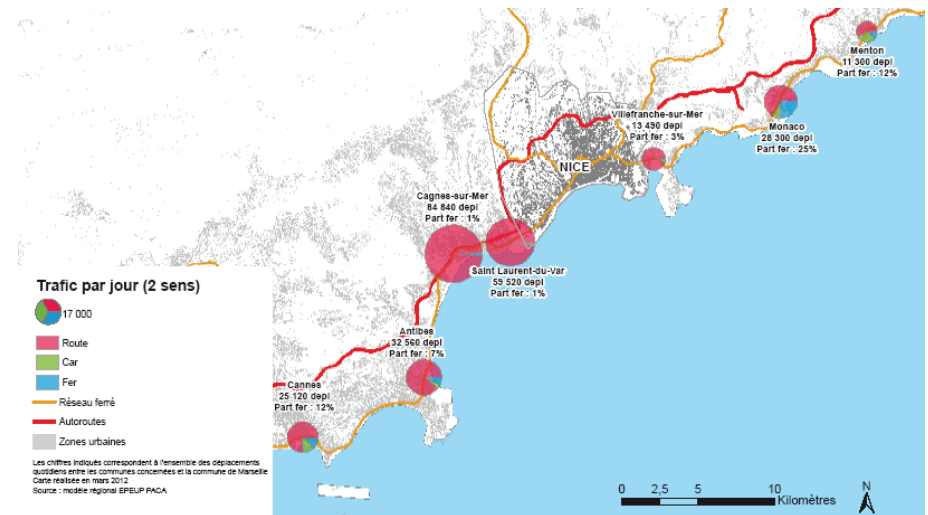 Menton
11 300 depl
Part fer : 12%
Villefranche-sur-Mer
13 490 depl
Part fer : 3%
Monaco
28 300 depl
Part fer : 25%
NICE
Cagnes-sur-Mer
84 840 depl
Part fer : 1%
Saint Laurent-du-Var
59 520 depl
Part fer : 1%
Antibes
32 560 depl
Part fer : 7%
Cannes
25 120 depl
Part fer : 12%
Trafic par jour (2 sens)
17 000
Route
Car
Fer
Réseau ferré
Autoroutes
Zones urbaines
Les chiffres indiqués correspondent à l'ensemble des déplacements
quotidiens entre les communes concernées et la commune de Marseille
Carte réalisée en mars 2012
Source : modèle régional EPEUP PACA
0 2,5 5 10
Kilomètres
N